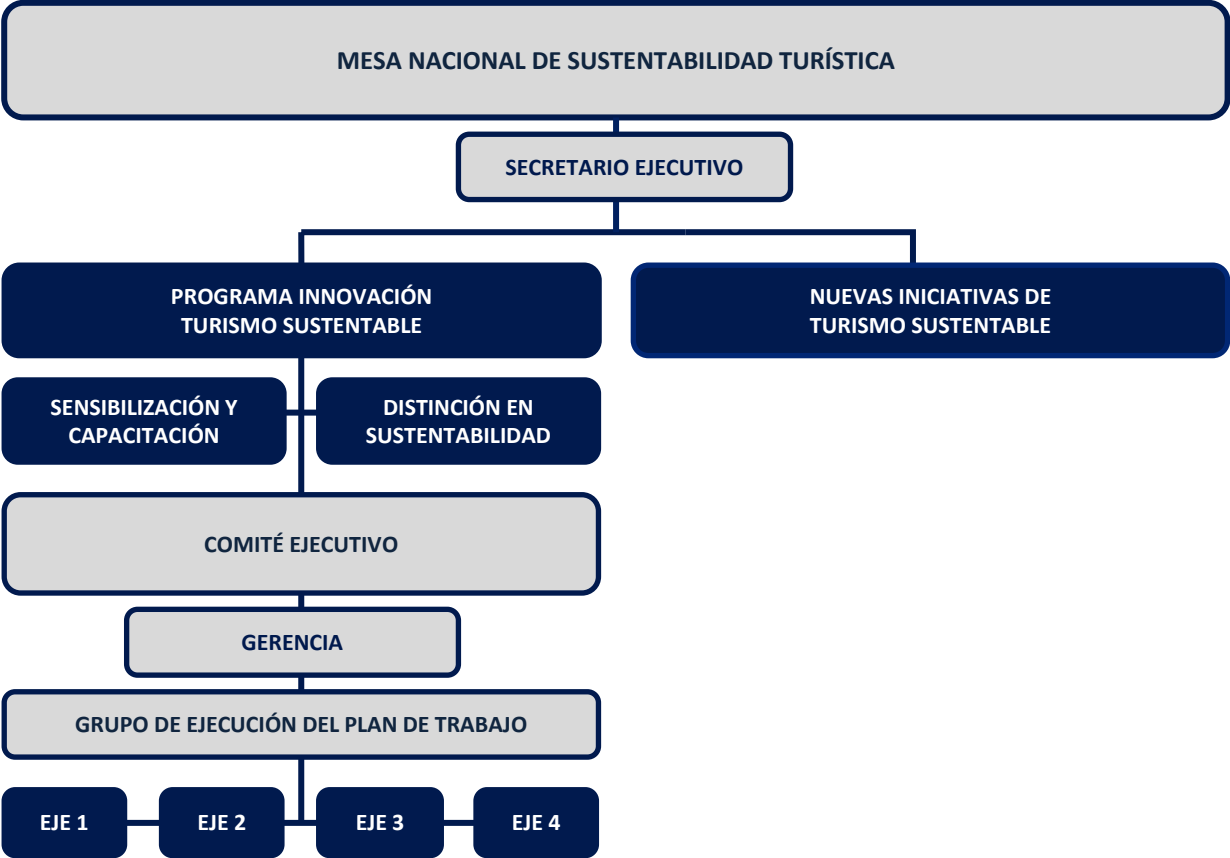 MESA NACIONAL DE SUSTENTABILIDAD TURÍSTICA
SECRETARIO EJECUTIVO
PROGRAMA INNOVACIÓN
TURISMO SUSTENTABLE
NUEVAS INICIATIVAS DE
TURISMO SUSTENTABLE
SENSIBILIZACIÓN Y
CAPACITACIÓN
DISTINCIÓN EN
SUSTENTABILIDAD
COMITÉ EJECUTIVO
GERENCIA
GRUPO DE EJECUCIÓN DEL PLAN DE TRABAJO
EJE 1
EJE 2
EJE 3
EJE 4